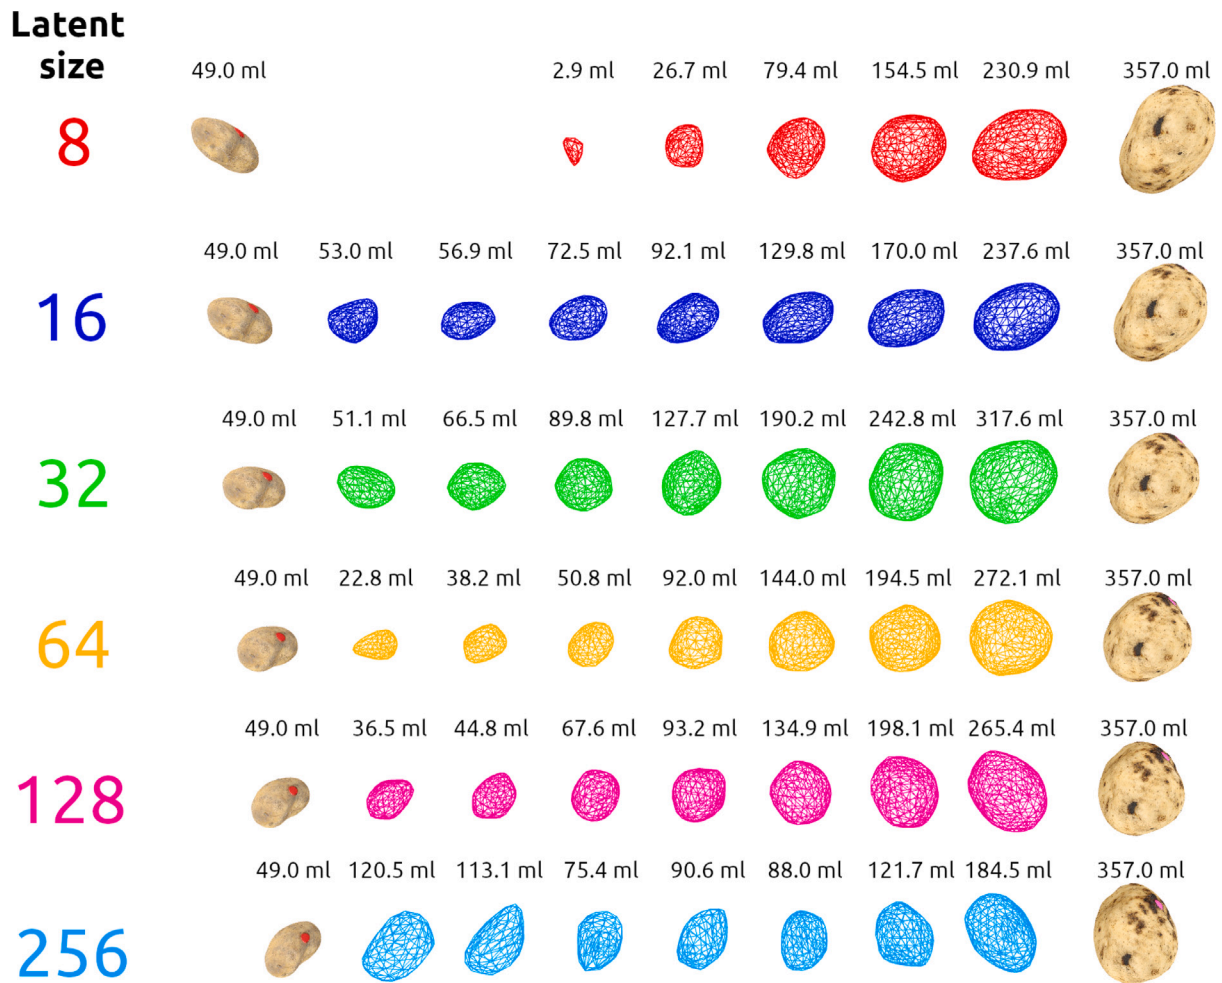 Latent
size
49.0 ml 2.9 ml 26.7 ml 79.4 ml 154.5 ml 230.9 ml 357.0 ml
8
49.0 ml 53.0 ml 56.9 ml 72.5 ml 92.1 ml 129.8 ml 170.0 ml 237.6 ml 357.0 ml
16
49.0 ml 51.1 ml 66.5 ml 89.8 ml 127.7 ml 190.2 ml 242.8 ml 317.6 ml 357.0 ml
32
49.0 ml 22.8 ml 38.2 ml 50.8 ml 92.0 ml 144.0 ml 194.5 ml 272.1 ml 357.0 ml
64
49.0 ml 36.5 ml 44.8 ml 67.6 ml 93.2 ml 134.9 ml 198.1 ml 265.4 ml 357.0 ml
128
49.0 ml 120.5 ml 113.1 ml 75.4 ml 90.6 ml 88.0 ml 121.7 ml 184.5 ml 357.0 ml
256